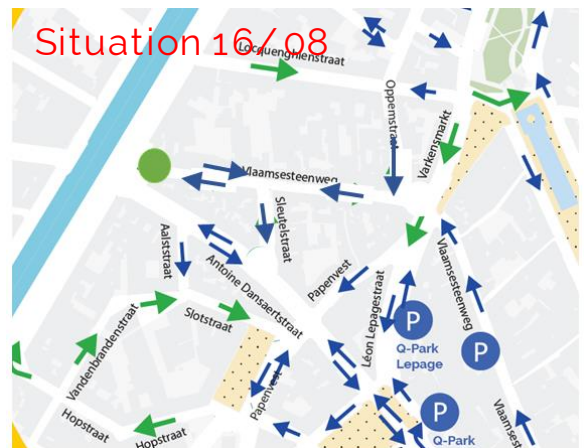 Situation 16/08
Locquenghienstraat
Oppemstraat
Varkensmarkt
Vlaamsesteenweg
Sleutelstraat
Aalststraat
Antoine Dansaertstraat
Papenvest
Vlaamsesteenweg
Léon Lepagestraat
Slotstraat
Vandenbrandenstraat
P
Q-Park
Lepage
P
Papenvest
Hopstraat
Hopstraat
P
Q-Park
Vlaamsest